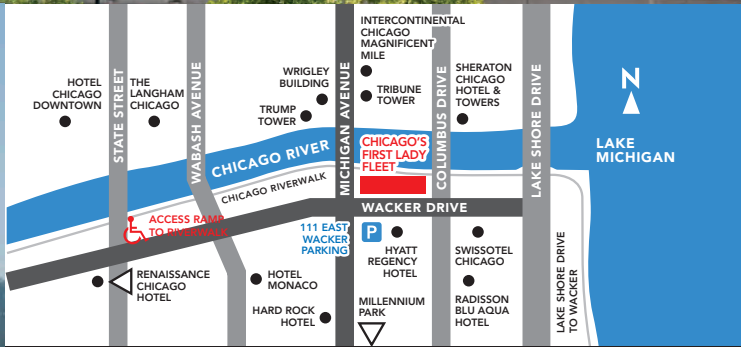 INTERCONTINENTAL
CHICAGO
MAGNIFICENT
MILE
HOTEL
CHICAGO
DOWNTOWN
THE
LANGHAM
CHICAGO
STATE STREET
WABASH AVENUE
WRIGLEY
BUILDING
TRUMP
TOWER
MICHIGAN AVENUE
TRIBUNE
TOWER
COLUMBUS DRIVE
SHERATON
CHICAGO
HOTEL &
TOWERS
LAKE SHORE DRIVE
N
LAKE
MICHIGAN
CHICAGO RIVER
CHICAGO'S
FIRST LADY
FLEET
CHICAGO RIVERWALK
WACKER DRIVE
ACCESS RAMP
TO RIVERWALK
111 EAST
WACKER
PARKING
P
HYATT
REGENCY
HOTEL
SWISSOTEL
CHICAGO
LAKE SHORE DRIVE
TO WACKER
RENAISSANCE
CHICAGO
HOTEL
HOTEL
MONACO
HARD ROCK
HOTEL
MILLENNIUM
PARK
RADISSON
BLU AQUA
HOTEL